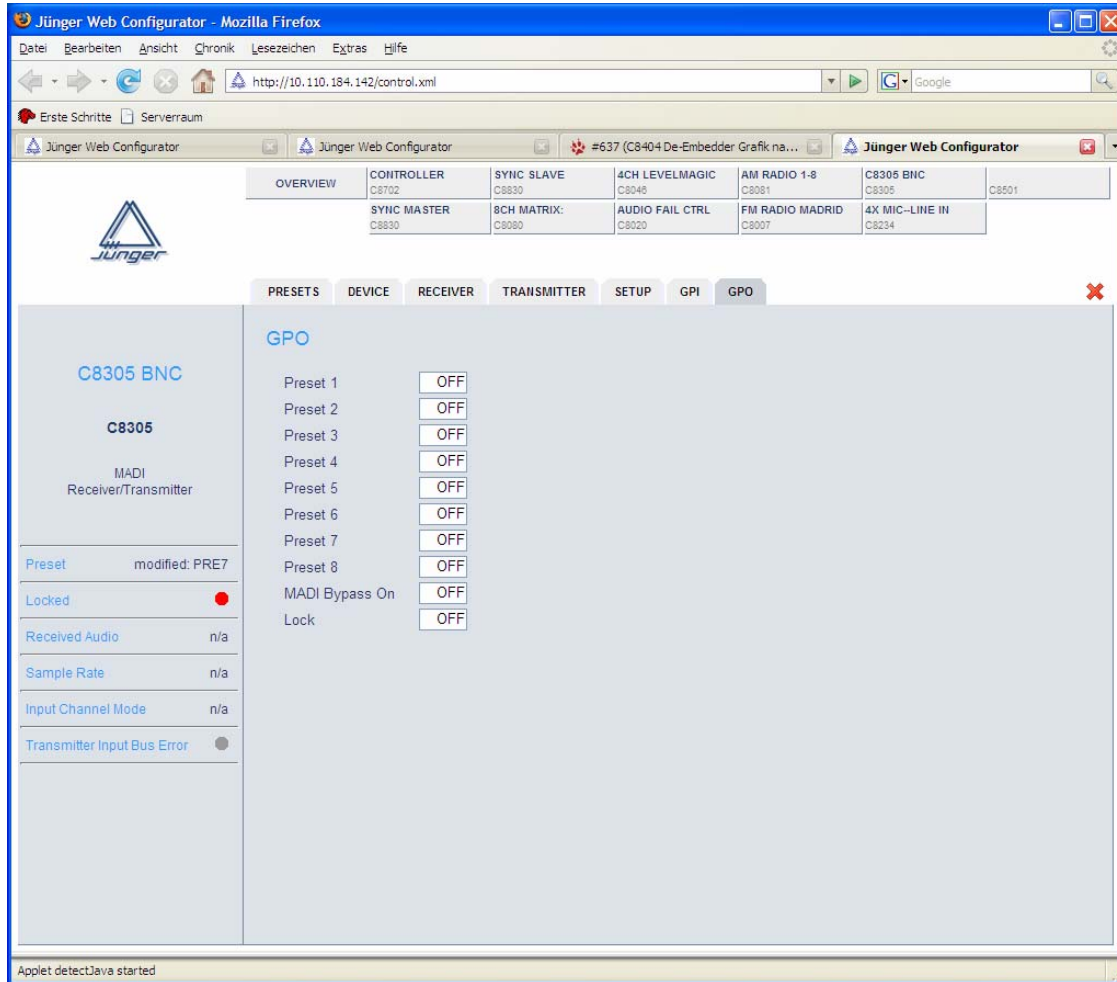 Jünger Web Configurator - Mozilla Firefox
Datei Bearbeiten Ansicht Chronik Lesezeichen Extras Hilfe
http://10.110.184.142/control.xml
G Google
Erste Schritte Serverraum
Jünger Web Configurator
Jünger Web Configurator
#637 (C8404 De-Embedder Grafik na...
Jünger Web Configurator
OVERVIEW
CONTROLLER
C8702
SYNC SLAVE
C8830
4CH LEVELMAGIC
C8046
AM RADIO 1-8
C8081
C8305 BNC
C8305
C8501
SYNC MASTER
C8830
8CH MATRIX:
C8080
AUDIO FAIL CTRL
C8020
FM RADIO MADRID
C8007
4X MIC--LINE IN
C8234
Jünger
PRESETS DEVICE RECEIVER TRANSMITTER SETUP GPI GPO
C8305 BNC
C8305
MADI
Receiver/Transmitter
Preset modified: PRE7
Locked
Received Audio n/a
Sample Rate n/a
Input Channel Mode n/a
Transmitter Input Bus Error
GPO
Preset 1 OFF
Preset 2 OFF
Preset 3 OFF
Preset 4 OFF
Preset 5 OFF
Preset 6 OFF
Preset 7 OFF
Preset 8 OFF
MADI Bypass On OFF
Lock OFF
Applet detectJava started